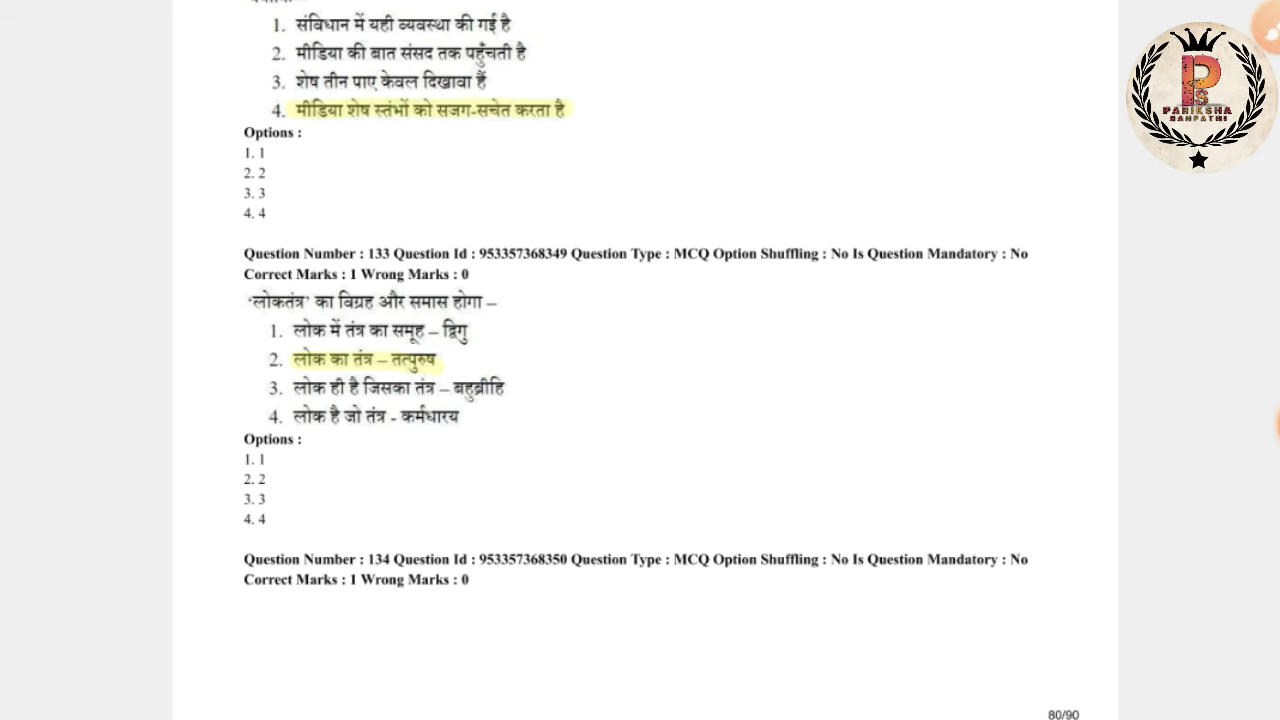 1. संविधान में यही व्यवस्था की गई है
2. मीडिया की बात संसद तक पहुँचती है
3. शेष तीन पाए केवल दिखावा हैं
4. मीडिया शेष स्तंभों को सजग-सचेत करता है
Options :
1. 1
2. 2
3. 3
4. 4
Question Number : 133 Question Id : 953357368349 Question Type : MCQ Option Shuffling : No Is Question Mandatory : No
Correct Marks : 1 Wrong Marks : 0
'लोकतंत्र' का विग्रह और समास होगा –
1. लोक में तंत्र का समूह – द्विगु
2. लोक का तंत्र – तत्पुरुष
3. लोक ही है जिसका तंत्र – बहुब्रीहि
4. लोक है जो तंत्र - कर्मधारय
Options :
1. 1
2. 2
3. 3
4. 4
Question Number : 134 Question Id : 953357368350 Question Type : MCQ Option Shuffling : No Is Question Mandatory : No
Correct Marks : 1 Wrong Marks : 0
80/90
PS
PARIKSHA
SANPATHI